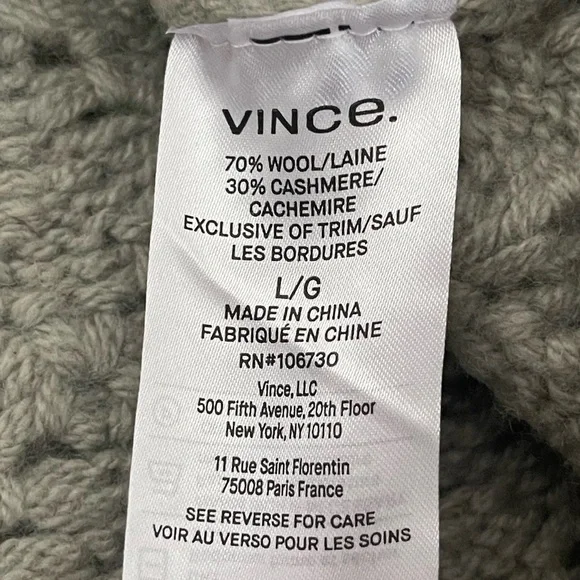 VINCE.
70% WOOL/LAINE
30% CASHMERE/
CACHEMIRE
EXCLUSIVE OF TRIM/SAUF
LES BORDURES
L/G
MADE IN CHINA
FABRIQUÉ EN CHINE
RN#106730
Vince, LLC
500 Fifth Avenue, 20th Floor
New York, NY 10110
11 Rue Saint Florentin
75008 Paris France
SEE REVERSE FOR CARE
VOIR AU VERSO POUR LES SOINS